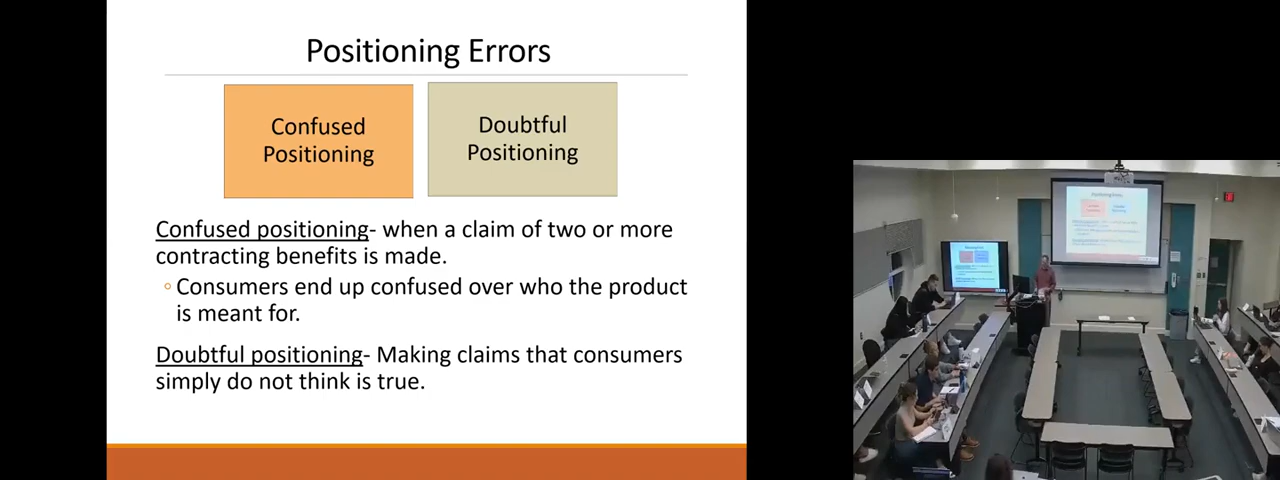 Positioning Errors
Confused
Positioning
Doubtful
Positioning
Confused positioning- when a claim of two or more
contracting benefits is made.
◦ Consumers end up confused over who the product
is meant for.
Doubtful positioning- Making claims that consumers
simply do not think is true.